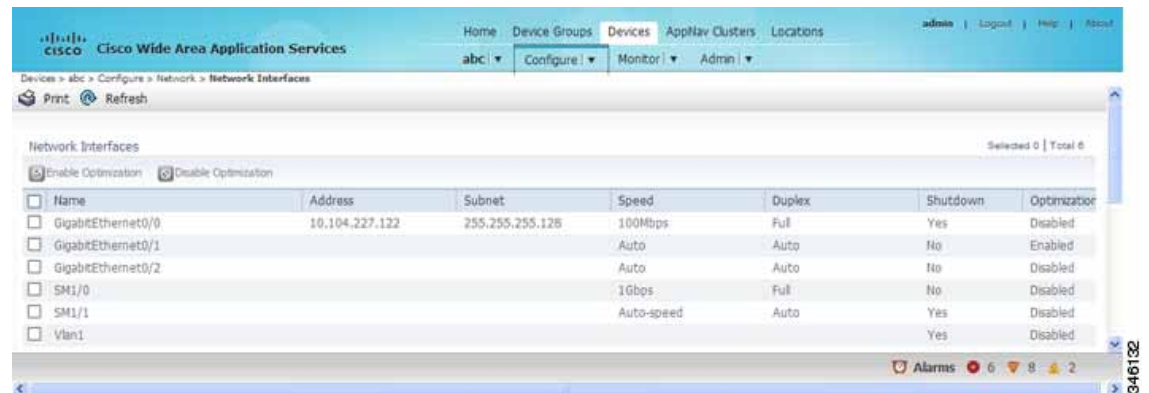 Home Device Groups Devices AppNav Clusters Locations
admin | Logout | Help | About
CISCO Cisco Wide Area Application Services
abc Configure Monitor Admin
Devices > abc > Configure > Network > Network Interfaces
Print Refresh
Network Interfaces
Selected 0 | Total 6
Enable Optimization Disable Optimization
Name Address Subnet Speed Duplex Shutdown Optimization
GigabitEthernet0/0 10.104.227.122 255.255.255.128 100Mbps Full Yes Disabled
GigabitEthernet0/1 Auto Auto No Enabled
GigabitEthernet0/2 Auto Auto No Disabled
SM1/0 1Gbps Full No Disabled
SM1/1 Auto-speed Auto Yes Disabled
Vlan1 Yes Disabled
Alarms 6 8 2
346132